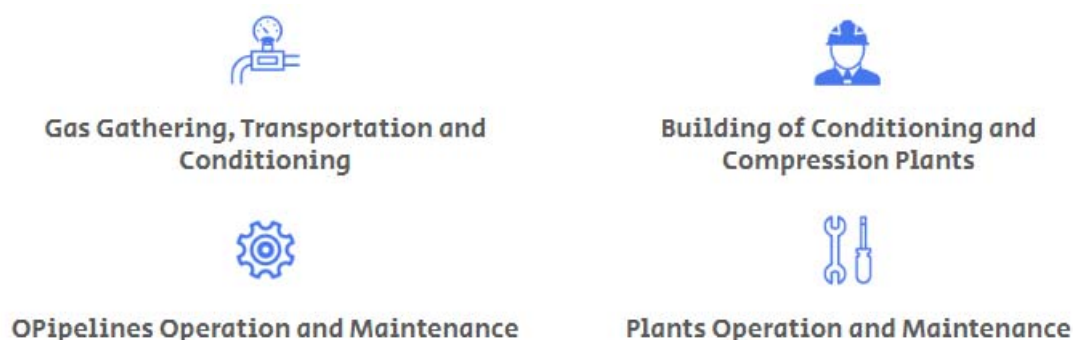 Gas Gathering, Transportation and
Conditioning
Building of Conditioning and
Compression Plants
OPipelines Operation and Maintenance
Plants Operation and Maintenance